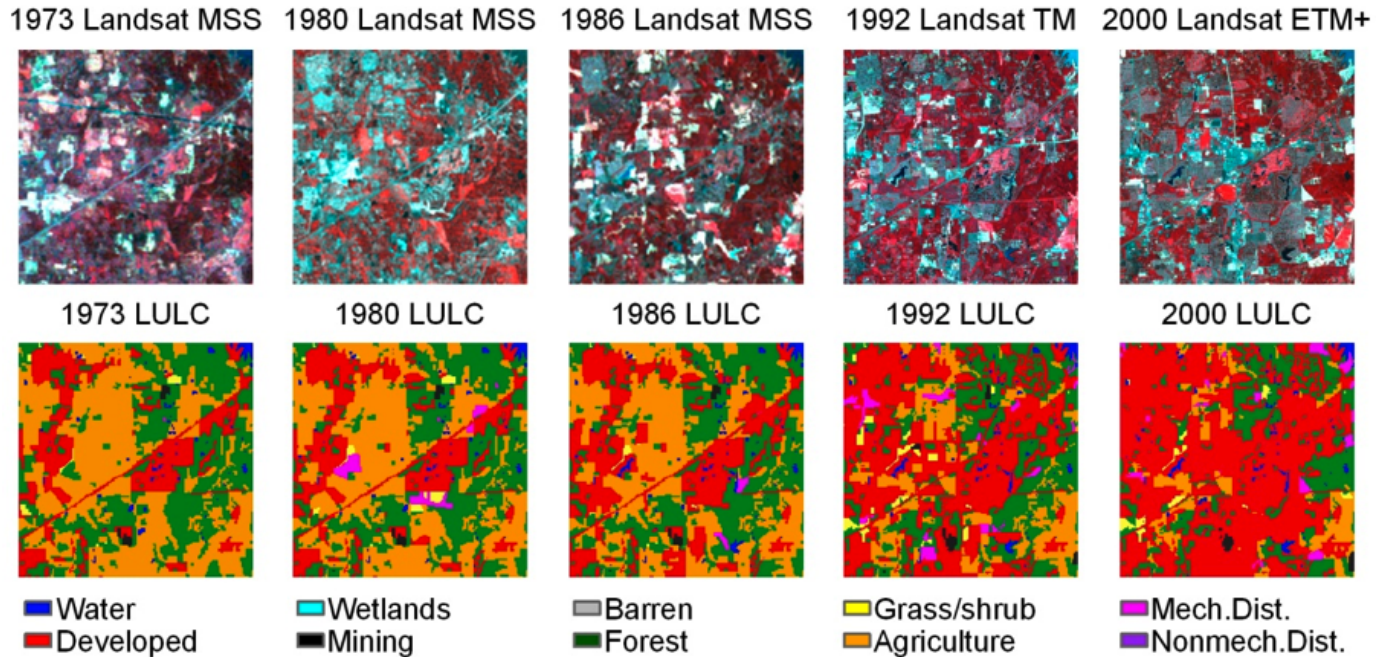 1973 Landsat MSS 1980 Landsat MSS 1986 Landsat MSS 1992 Landsat TM 2000 Landsat ETM+
1973 LULC 1980 LULC 1986 LULC 1992 LULC 2000 LULC
Water Wetlands Barren Grass/shrub Mech.Dist.
Developed Mining Forest Agriculture Nonmech.Dist.